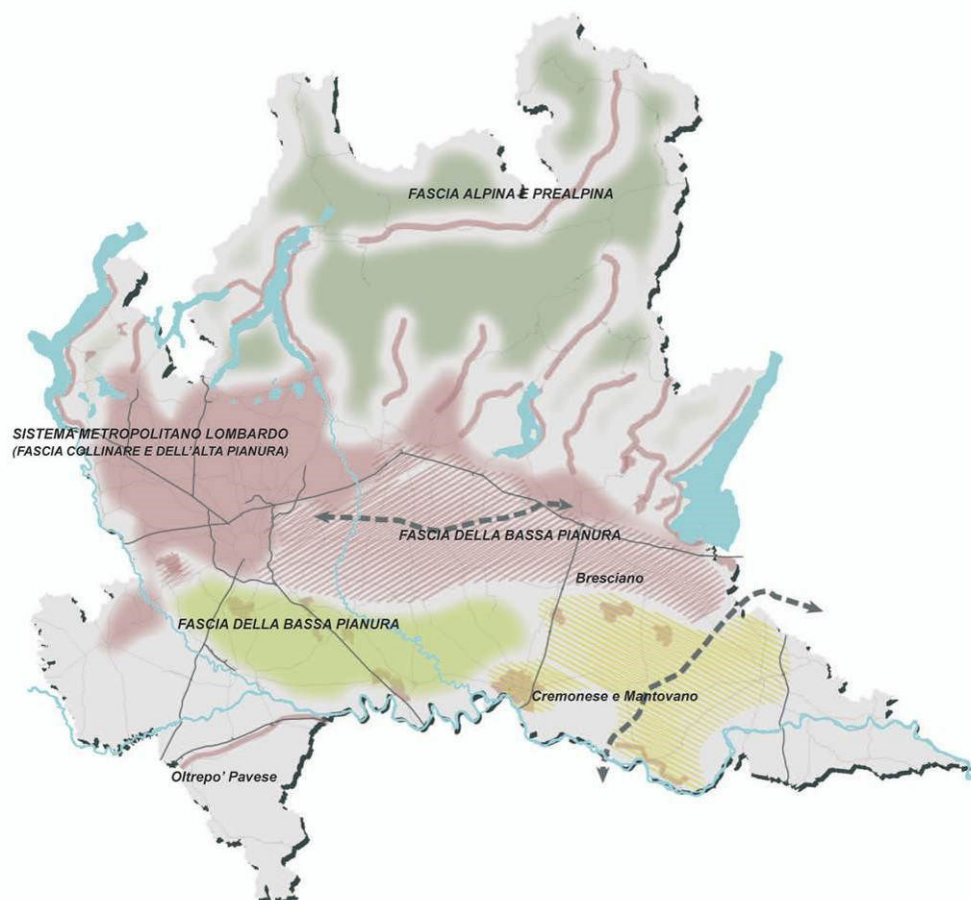 FASCIA ALPINA E PREALPINA
SISTEMA METROPOLITANO LOMBARDO
(FASCIA COLLINARE E DELL'ALTA PIANURA)
FASCIA DELLA BASSA PIANURA
Bresciano
FASCIA DELLA BASSA PIANURA
Cremonese e Mantovano
Oltrepo' Pavese